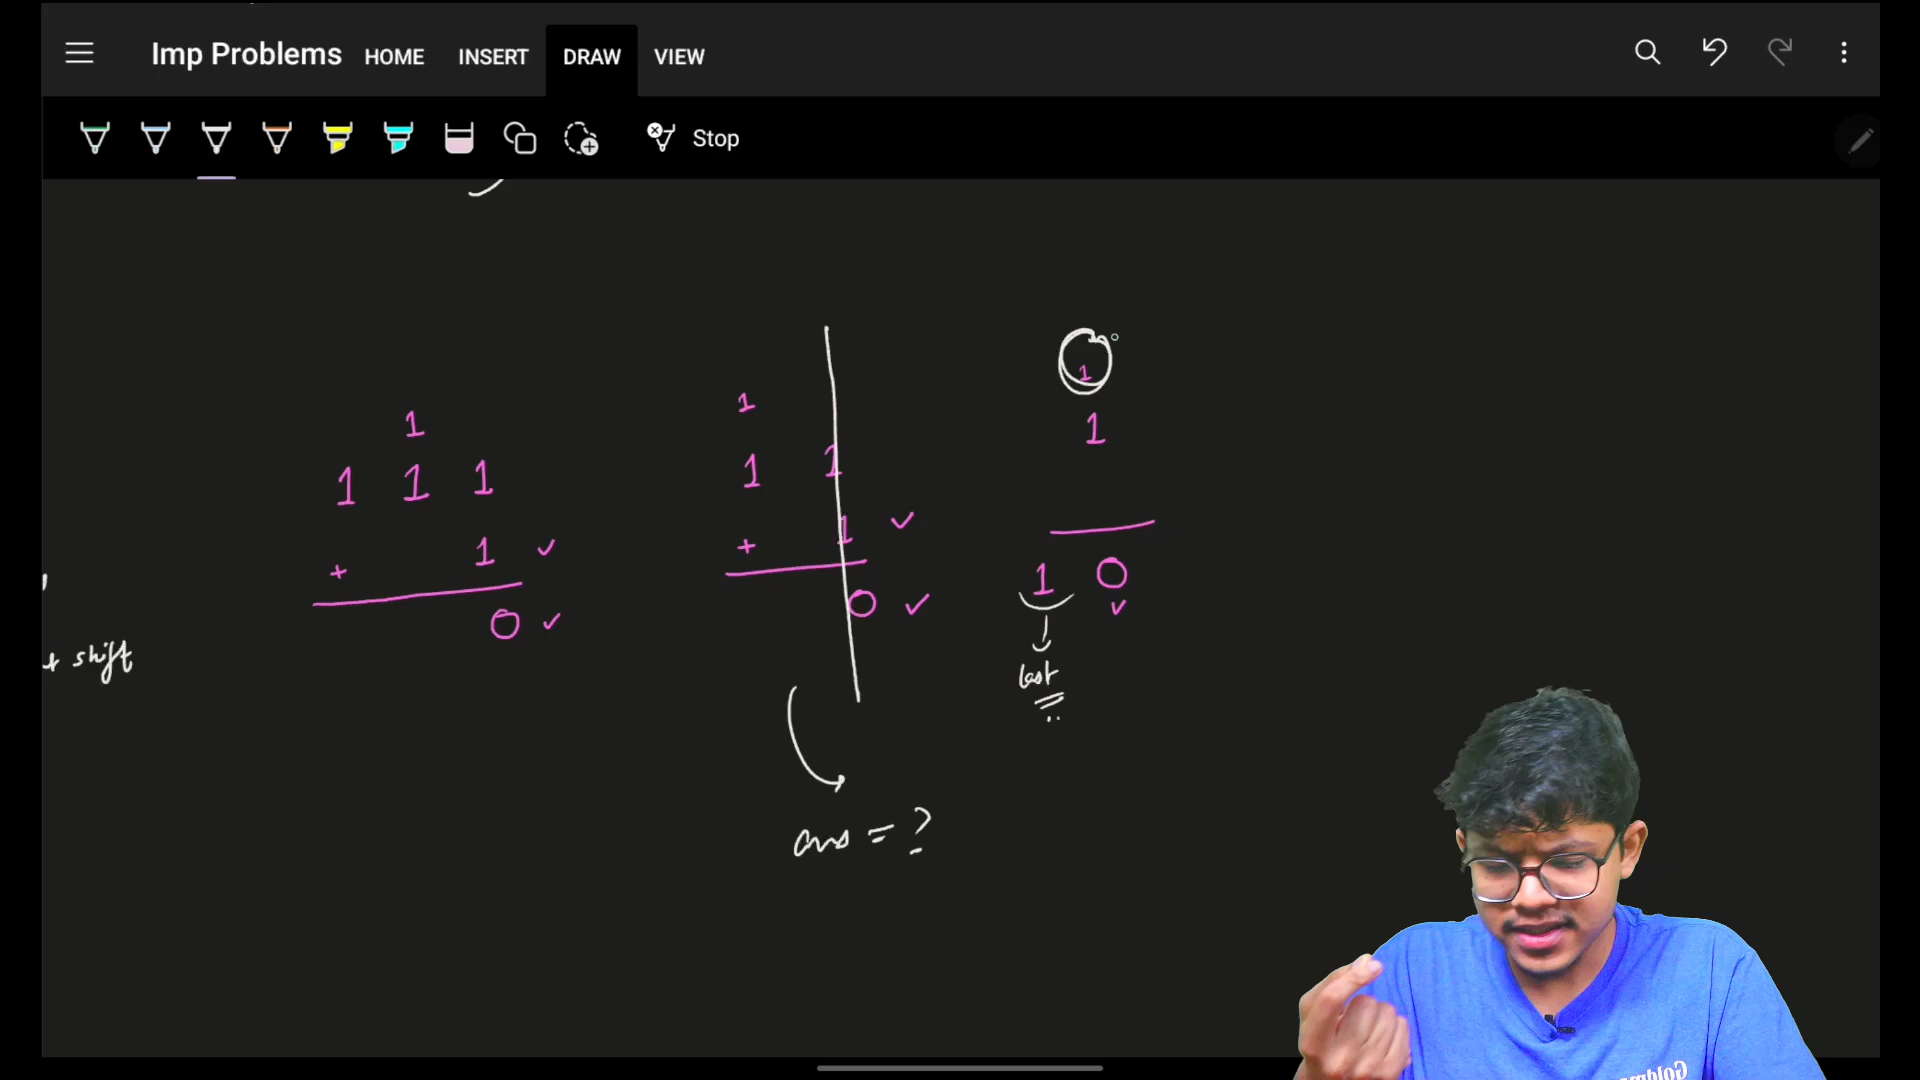 Imp Problems HOME INSERT DRAW VIEW
Stop
1
1 1 1
+ 1
0
1
1 1
+ 1
0
1
1
1 0
last
+ shift
ans = ?